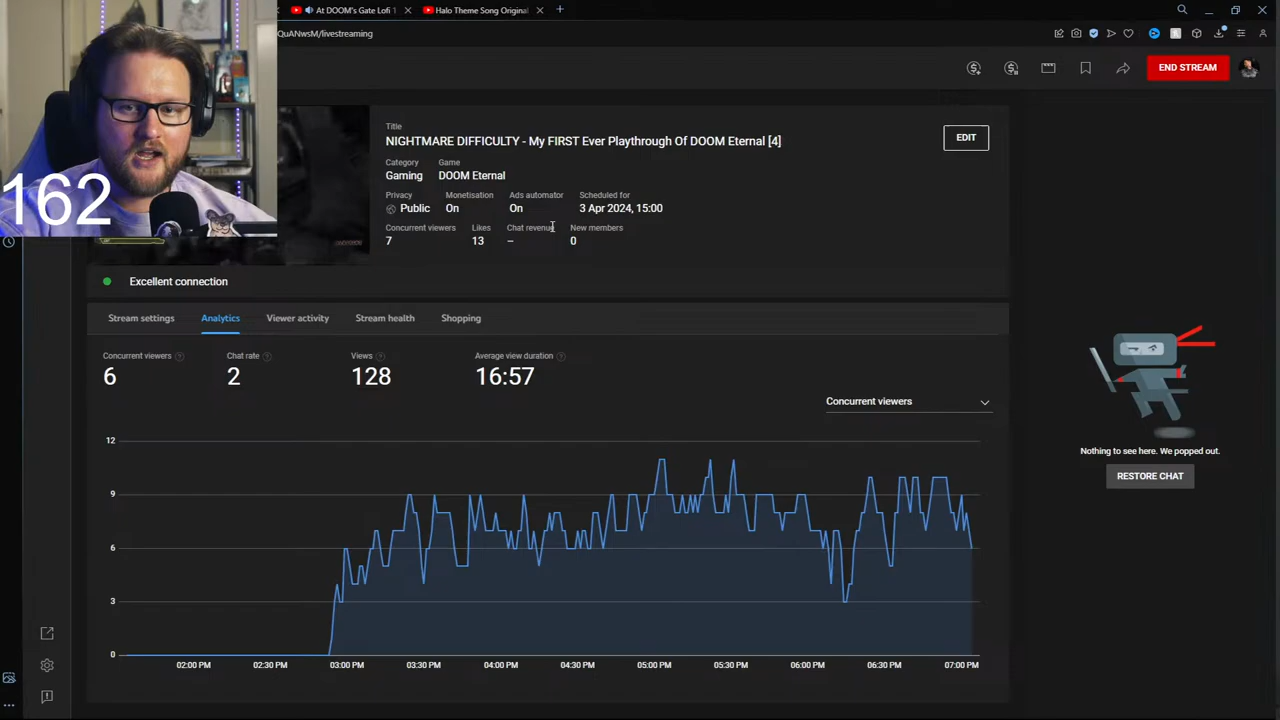 At DOOM's Gate Lofi 1
Halo Theme Song Original
QuANwsM/livestreaming
END STREAM
162
Title
NIGHTMARE DIFFICULTY - My FIRST Ever Playthrough Of DOOM Eternal [4]
EDIT
Category Game
Gaming DOOM Eternal
Privacy Monetisation Ads automator Scheduled for
Public On On 3 Apr 2024, 15:00
Concurrent viewers Likes Chat revenue New members
7 13 – 0
Excellent connection
Stream settings Analytics Viewer activity Stream health Shopping
Concurrent viewers Chat rate Views Average view duration
6 2 128 16:57
Concurrent viewers
12
9
6
3
0
02:00 PM 02:30 PM 03:00 PM 03:30 PM 04:00 PM 04:30 PM 05:00 PM 05:30 PM 06:00 PM 06:30 PM 07:00 PM
Nothing to see here. We popped out.
RESTORE CHAT